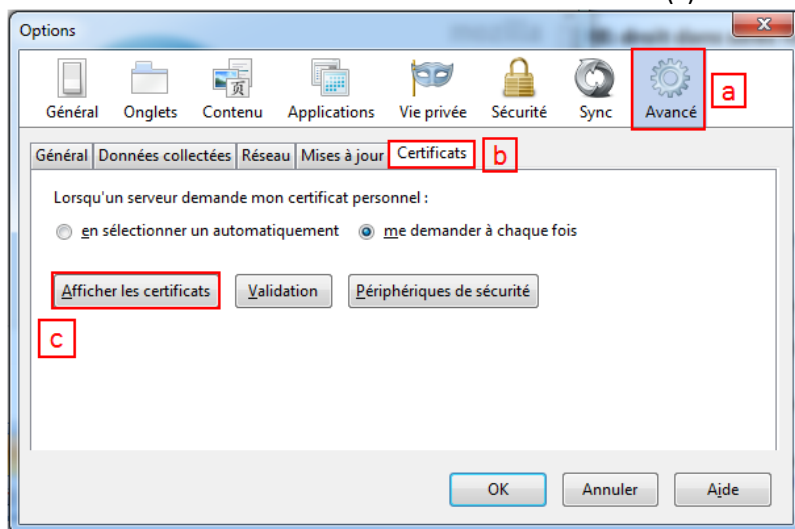 Options
Général Onglets Contenu Applications Vie privée Sécurité Sync Avancé
a
Général Données collectées Réseau Mises à jour Certificats
b
Lorsqu'un serveur demande mon certificat personnel :
en sélectionner un automatiquement me demander à chaque fois
Afficher les certificats Validation Périphériques de sécurité
c
OK Annuler Aide